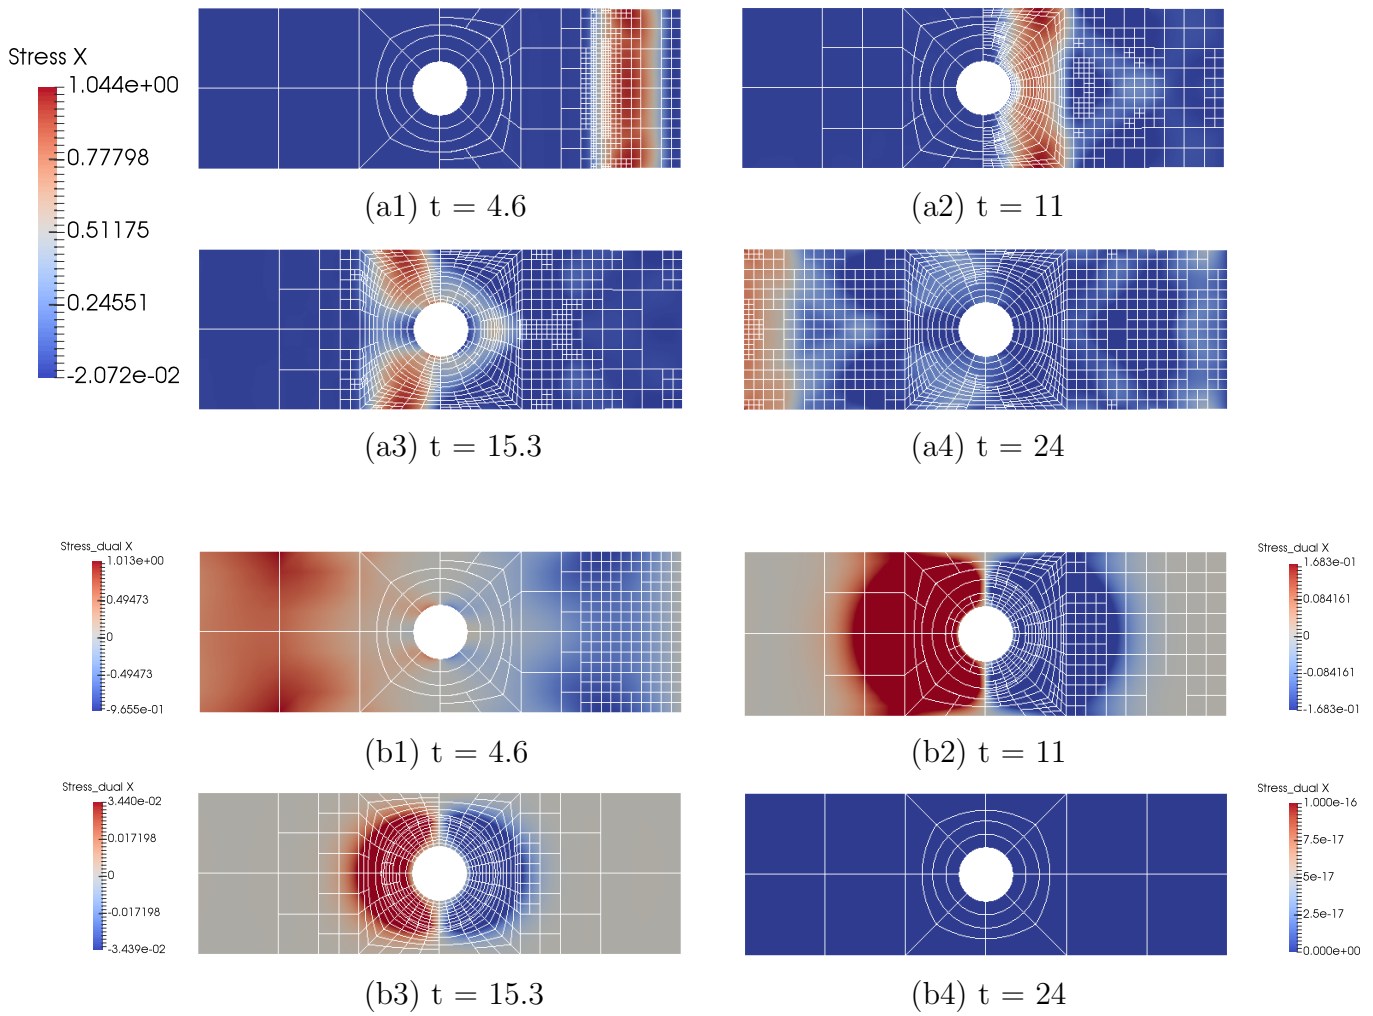 Stress X
1.044e+00
0.77798
0.51175
0.24551
-2.072e-02
(a1) t = 4.6
(a2) t = 11
(a3) t = 15.3
(a4) t = 24
Stress_dual X
1.013e+00
0.49473
0
-0.49473
-9.655e-01
Stress_dual X
1.683e-01
0.084161
0
-0.084161
-1.683e-01
(b1) t = 4.6
(b2) t = 11
Stress_dual X
3.440e-02
0.017198
0
-0.017198
-3.439e-02
Stress_dual X
1.000e-16
7.5e-17
5e-17
2.5e-17
0.000e+00
(b3) t = 15.3
(b4) t = 24